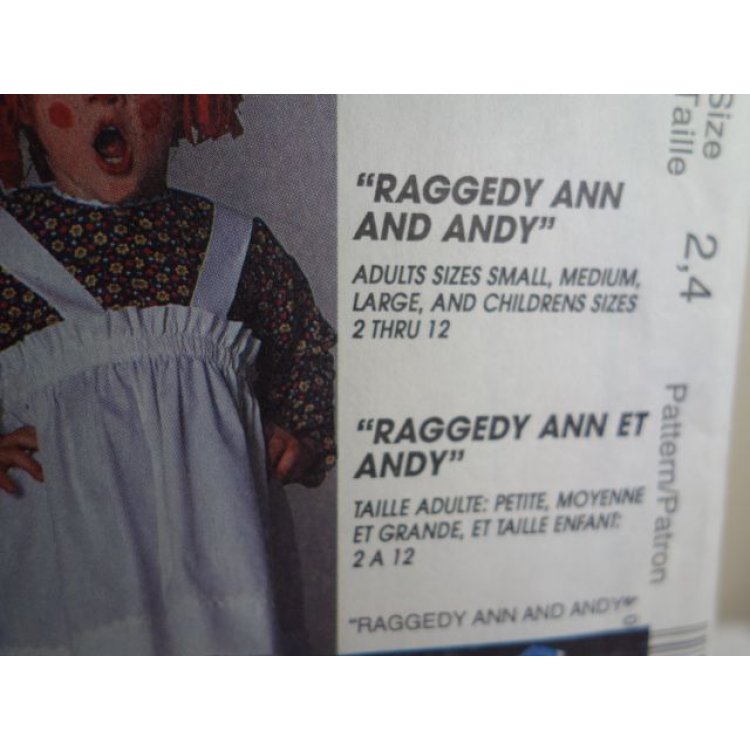 "RAGGEDY ANN
AND ANDY"
ADULTS SIZES SMALL, MEDIUM,
LARGE, AND CHILDRENS SIZES
2 THRU 12
"RAGGEDY ANN ET
ANDY"
TAILLE ADULTE: PETITE, MOYENNE
ET GRANDE, ET TAILLE ENFANT:
2 A 12
"RAGGEDY ANN AND ANDY"
Size
Taille
2,4
Pattern/Patron
0